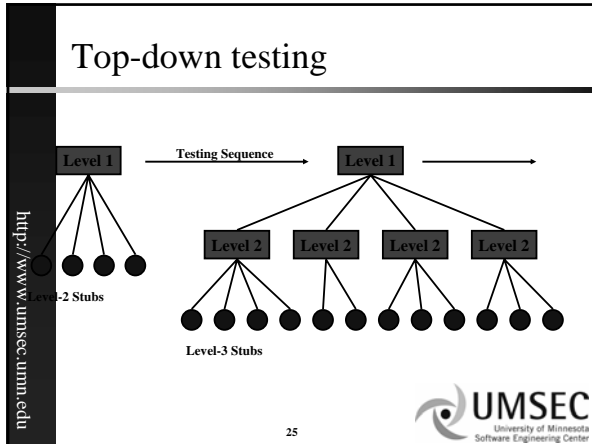 Top-down testing
Level 1
Testing Sequence
Level 1
Level 2
Level 2
Level 2
Level 2
Level-2 Stubs
Level-3 Stubs
http://www.umsec.umn.edu
25
UMSEC
University of Minnesota
Software Engineering Center